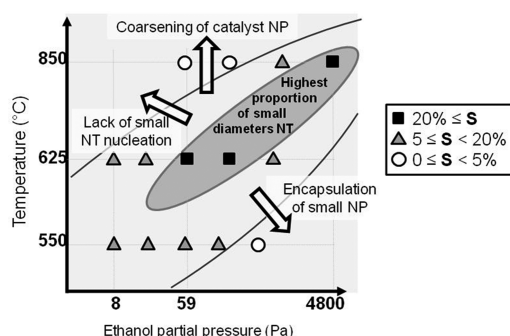 Coarsening of catalyst NP
850
Highest
proportion
of small
diameters NT
Lack of small
NT nucleation
20% ≤ S
5 ≤ S < 20%
0 ≤ S < 5%
Temperature (°C)
625
Encapsulation
of small NP
550
8 59 4800
Ethanol partial pressure (Pa)